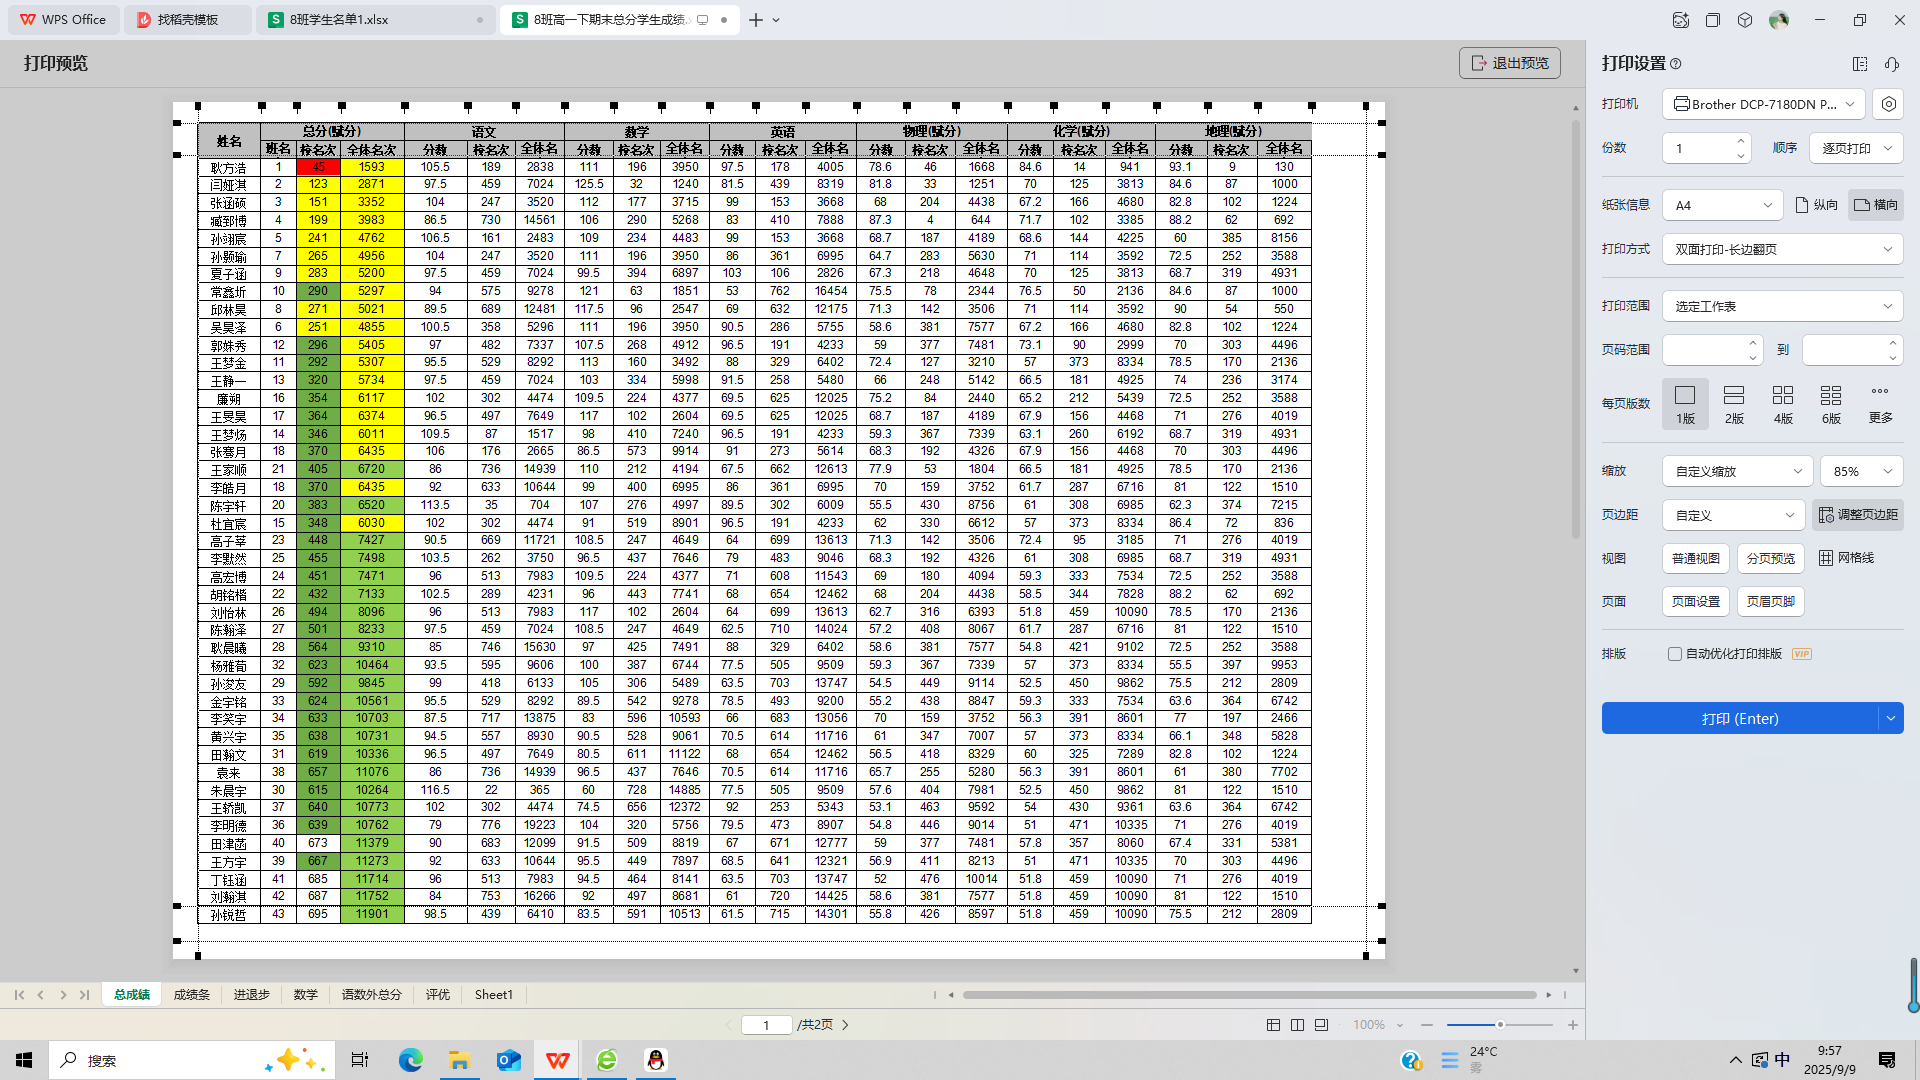 WPS Office
找稻壳模板
8班学生名单1.xlsx
8班高一下期末总分学生成绩.
打印预览
退出预览
姓名 总分(赋分) 语文 数学 英语 物理(赋分) 化学(赋分) 地理(赋分)
班名 校名次 全体名次 分数 校名次 全体名 分数 校名次 全体名 分数 校名次 全体名 分数 校名次 全体名 分数 校名次 全体名 分数 校名次 全体名
耿方浩 1 45 1593 105.5 189 2838 111 196 3950 97.5 178 4005 78.6 46 1668 84.6 14 941 93.1 9 130
闫娅淇 2 123 2871 97.5 459 7024 125.5 32 1240 81.5 439 8319 81.8 33 1251 70 125 3813 84.6 87 1000
张涵硕 3 151 3352 104 247 3520 112 177 3715 99 153 3668 68 204 4438 67.2 166 4680 82.8 102 1224
臧郅博 4 199 3983 86.5 730 14561 106 290 5268 83 410 7888 87.3 4 644 71.7 102 3385 88.2 62 692
孙翊宸 5 241 4762 106.5 161 2483 109 234 4483 99 153 3668 68.7 187 4189 68.6 144 4225 60 385 8156
孙颢瑜 7 265 4956 104 247 3520 111 196 3950 86 361 6995 64.7 283 5630 71 114 3592 72.5 252 3588
夏子涵 9 283 5200 97.5 459 7024 99.5 394 6897 103 106 2826 67.3 218 4648 70 125 3813 68.7 319 4931
常鑫圻 10 290 5297 94 575 9278 121 63 1851 53 762 16454 75.5 78 2344 76.5 50 2136 84.6 87 1000
邱林昊 8 271 5021 89.5 689 12481 117.5 96 2547 69 632 12175 71.3 142 3506 71 114 3592 90 54 550
吴昊泽 6 251 4855 100.5 358 5296 111 196 3950 90.5 286 5755 58.6 381 7577 67.2 166 4680 82.8 102 1224
郭姝秀 12 296 5405 97 482 7337 107.5 268 4912 96.5 191 4233 59 377 7481 73.1 90 2999 70 303 4496
王梦金 11 292 5307 95.5 529 8292 113 160 3492 88 329 6402 72.4 127 3210 57 373 8334 78.5 170 2136
王静一 13 320 5734 97.5 459 7024 103 334 5998 91.5 258 5480 66 248 5142 66.5 181 4925 74 236 3174
廉朔 16 354 6117 102 302 4474 109.5 224 4377 69.5 625 12025 75.2 84 2440 65.2 212 5439 72.5 252 3588
王旻昊 17 364 6374 96.5 497 7649 117 102 2604 69.5 625 12025 68.7 187 4189 67.9 156 4468 71 276 4019
王梦炀 14 346 6011 109.5 87 1517 98 410 7240 96.5 191 4233 59.3 367 7339 63.1 260 6192 68.7 319 4931
张骞月 18 370 6435 106 176 2665 86.5 573 9914 91 273 5614 68.3 192 4326 67.9 156 4468 70 303 4496
王家顺 21 405 6720 86 736 14939 110 212 4194 67.5 662 12613 77.9 53 1804 66.5 181 4925 78.5 170 2136
李皓月 18 370 6435 92 633 10644 99 400 6995 86 361 6995 70 159 3752 61.7 287 6716 81 122 1510
陈宇轩 20 383 6520 113.5 35 704 107 276 4997 89.5 302 6009 55.5 430 8756 61 308 6985 62.3 374 7215
杜宜宸 15 348 6030 102 302 4474 91 519 8901 96.5 191 4233 62 330 6612 57 373 8334 86.4 72 836
高子莘 23 448 7427 90.5 669 11721 108.5 247 4649 64 699 13613 71.3 142 3506 72.4 95 3185 71 276 4019
李默然 25 455 7498 103.5 262 3750 96.5 437 7646 79 483 9046 68.3 192 4326 61 308 6985 68.7 319 4931
高宏博 24 451 7471 96 513 7983 109.5 224 4377 71 608 11543 69 180 4094 59.3 333 7534 72.5 252 3588
胡铭楷 22 432 7133 102.5 289 4231 96 443 7741 68 654 12462 68 204 4438 58.5 344 7828 88.2 62 692
刘怡林 26 494 8096 96 513 7983 117 102 2604 64 699 13613 62.7 316 6393 51.8 459 10090 78.5 170 2136
陈翰泽 27 501 8233 97.5 459 7024 108.5 247 4649 62.5 710 14024 57.2 408 8067 61.7 287 6716 81 122 1510
耿晨曦 28 564 9310 85 746 15630 97 425 7491 88 329 6402 58.6 381 7577 54.8 421 9102 72.5 252 3588
杨雅荀 32 623 10464 93.5 595 9606 100 387 6744 77.5 505 9509 59.3 367 7339 57 373 8334 55.5 397 9953
孙浚友 29 592 9845 99 418 6133 105 306 5489 63.5 703 13747 54.5 449 9114 52.5 450 9862 75.5 212 2809
金宇铭 33 624 10561 95.5 529 8292 89.5 542 9278 78.5 493 9200 55.2 438 8847 59.3 333 7534 63.6 364 6742
李笑宇 34 633 10703 87.5 717 13875 83 596 10593 66 683 13056 70 159 3752 56.3 391 8601 77 197 2466
黄兴宇 35 638 10731 94.5 557 8930 90.5 528 9061 70.5 614 11716 61 347 7007 57 373 8334 66.1 348 5828
田翰文 31 619 10336 96.5 497 7649 80.5 611 11122 68 654 12462 56.5 418 8329 60 325 7289 82.8 102 1224
袁来 38 657 11076 86 736 14939 96.5 437 7646 70.5 614 11716 65.7 255 5280 56.3 391 8601 61 380 7702
朱晨宇 30 615 10264 116.5 22 365 60 728 14885 77.5 505 9509 57.6 404 7981 52.5 450 9862 81 122 1510
王轿凯 37 640 10773 102 302 4474 74.5 656 12372 92 253 5343 53.1 463 9592 54 430 9361 63.6 364 6742
李明德 36 639 10762 79 776 19223 104 320 5756 79.5 473 8907 54.8 446 9014 51 471 10335 71 276 4019
田津菡 40 673 11379 90 683 12099 91.5 509 8819 67 671 12777 59 377 7481 57.8 357 8060 67.4 331 5381
王方宇 39 667 11273 92 633 10644 95.5 449 7897 68.5 641 12321 56.9 411 8213 51 471 10335 70 303 4496
丁钰涵 41 685 11714 96 513 7983 94.5 464 8141 63.5 703 13747 52 476 10014 51.8 459 10090 71 276 4019
刘瀚淇 42 687 11752 84 753 16266 92 497 8681 61 720 14425 58.6 381 7577 51.8 459 10090 81 122 1510
孙锐哲 43 695 11901 98.5 439 6410 83.5 591 10513 61.5 715 14301 55.8 426 8597 51.8 459 10090 75.5 212 2809
总成绩 成绩条 进退步 数学 语数外总分 评优 Sheet1
1 /共2页
100%
打印设置
打印机 Brother DCP-7180DN P...
份数 1 顺序 逐页打印
纸张信息 A4 纵向 横向
打印方式 双面打印-长边翻页
打印范围 选定工作表
页码范围 到
每页版数 1版 2版 4版 6版 更多
缩放 自定义缩放 85%
页边距 自定义 调整页边距
视图 普通视图 分页预览 网格线
页面 页面设置 页眉页脚
排版 自动优化打印排版 VIP
打印 (Enter)
搜索
24°C
雾
中
9:57
2025/9/9